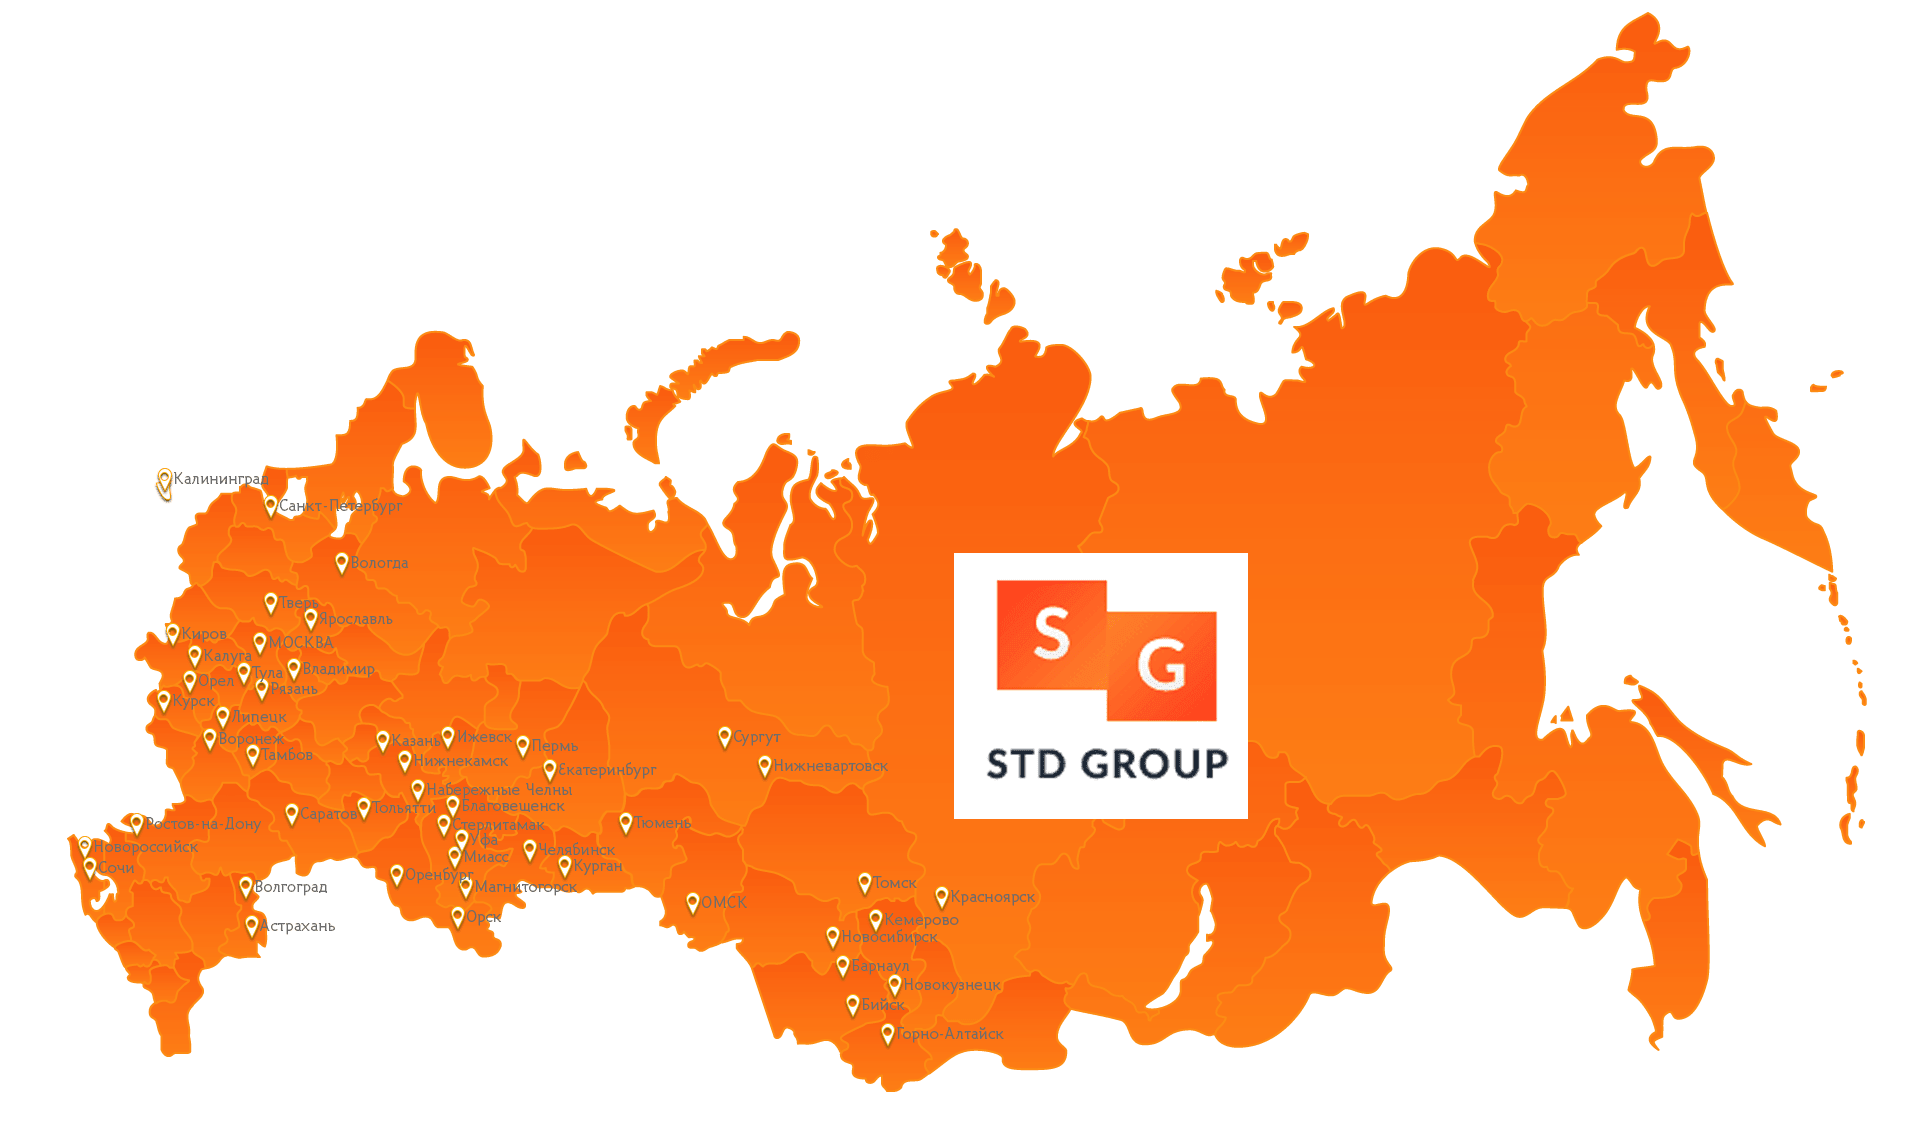 Калининград
Санкт-Петербург
Вологда
Тверь
Ярославль
Киров
МОСКВА
Калуга
Владимир
Тула
Орел
Рязань
Курск
Липецк
Воронеж
Тамбов
Казань
Ижевск
Пермь
Сургут
Нижнекамск
Екатеринбург
Нижневартовск
Набережные Челны
Благовещенск
Тольятти
Саратов
Ростов-на-Дону
Стерлитамак
Тюмень
Уфа
Новороссийск
Челябинск
Миасс
Сочи
Курган
Оренбург
Волгоград
Магнитогорск
Томск
Красноярск
ОМСК
Орск
Кемерово
Астрахань
Новосибирск
Барнаул
Новокузнецк
Бийск
Горно-Алтайск
S
G
STD GROUP